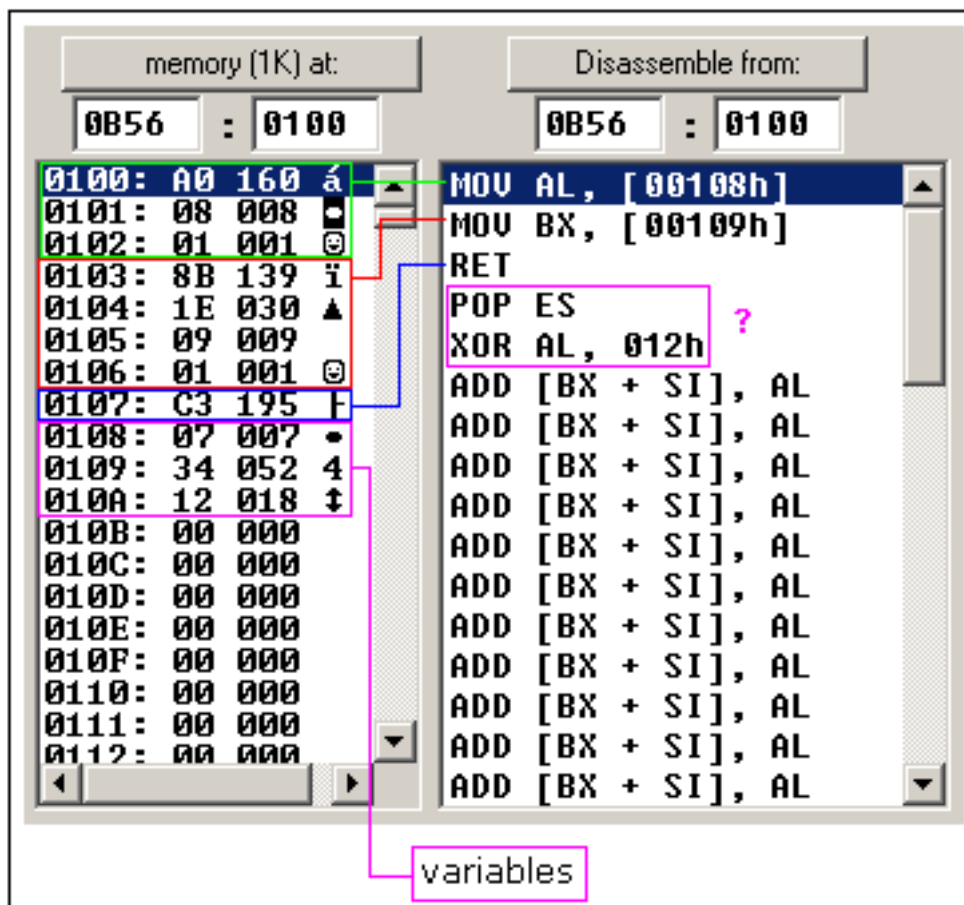 memory (1K) at:
0B56 : 0100
0100: A0 160 á
0101: 08 008 ◘
0102: 01 001 ☺
0103: 8B 139 ï
0104: 1E 030 ▲
0105: 09 009
0106: 01 001 ☺
0107: C3 195 ├
0108: 07 007 •
0109: 34 052 4
010A: 12 018 ↕
010B: 00 000
010C: 00 000
010D: 00 000
010E: 00 000
010F: 00 000
0110: 00 000
0111: 00 000
0112: 00 000
Disassemble from:
0B56 : 0100
MOV AL, [00108h]
MOV BX, [00109h]
RET
POP ES
XOR AL, 012h
?
ADD [BX + SI], AL
ADD [BX + SI], AL
ADD [BX + SI], AL
ADD [BX + SI], AL
ADD [BX + SI], AL
ADD [BX + SI], AL
ADD [BX + SI], AL
ADD [BX + SI], AL
ADD [BX + SI], AL
ADD [BX + SI], AL
ADD [BX + SI], AL
variables